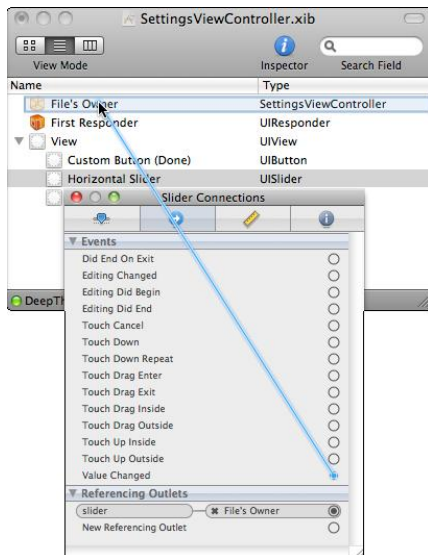 SettingsViewController.xib
View Mode
Inspector
Search Field
Name Type
File's Owner SettingsViewController
First Responder UIResponder
View UIView
Custom Button (Done) UIButton
Horizontal Slider UISlider
Slider Connections
Events
Did End On Exit
Editing Changed
Editing Did Begin
Editing Did End
Touch Cancel
Touch Down
Touch Down Repeat
Touch Drag Enter
Touch Drag Exit
Touch Drag Inside
Touch Drag Outside
Touch Up Inside
Touch Up Outside
Value Changed
Referencing Outlets
slider File's Owner
New Referencing Outlet
DeepTh